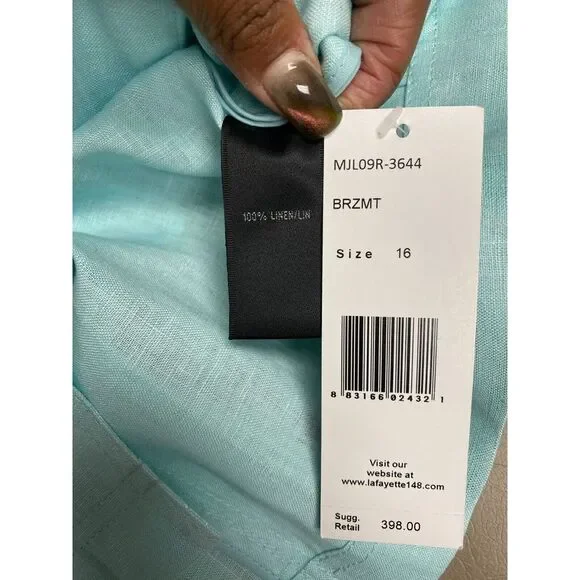 100% LINEN/LIN
MJL09R-3644
BRZMT
Size 16
8 83166 02432 1
Visit our
website at
www.lafayette148.com
Sugg.
Retail 398.00